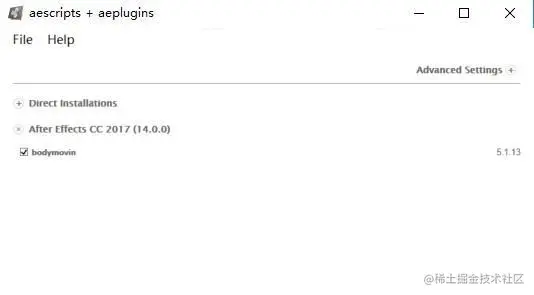 aescripts + aeplugins
File Help
Advanced Settings
Direct Installations
After Effects CC 2017 (14.0.0)
bodymovin 5.1.13
@稀土掘金技术社区